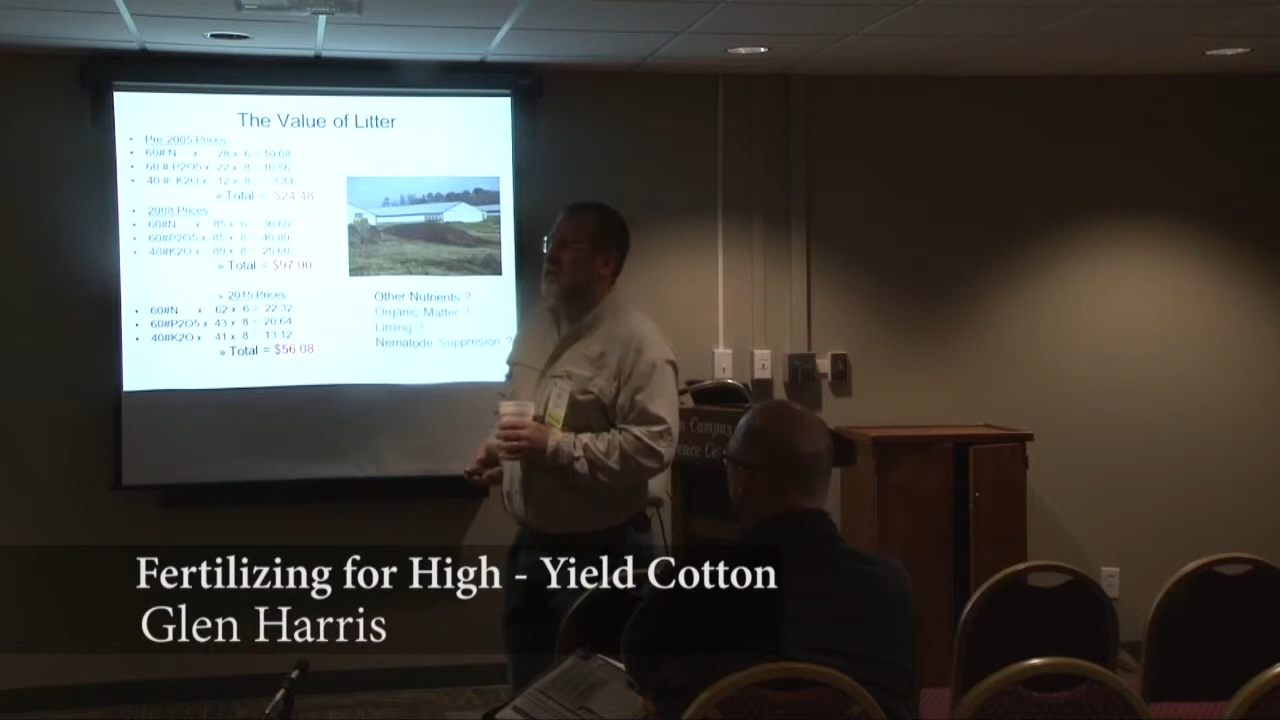 The Value of Litter
• Pre 2005 Prices
• 60# N x 28 x .6 = 10.08
• 60 # P2O5 x 22 x .8 = 10.56
• 40 # K2O x 12 x .8 = 3.84
» Total = $24.48
• 2008 Prices
• 60#N x 85 x .6 = 30.60
• 60#P2O5 x 85 x .8 = 40.80
• 40#K2O x 80 x .8 = 25.60
» Total = $97.00
» 2015 Prices
• 60#N x 62 x .6 = 22.32
• 60#P2O5 x 43 x .8 = 20.64
• 40#K2O x 41 x .8 = 13.12
» Total = $56.08
Other Nutrients ?
Organic Matter ?
Liming ?
Nematode Suppresion ?
Campus
Fertilizing for High - Yield Cotton
Glen Harris